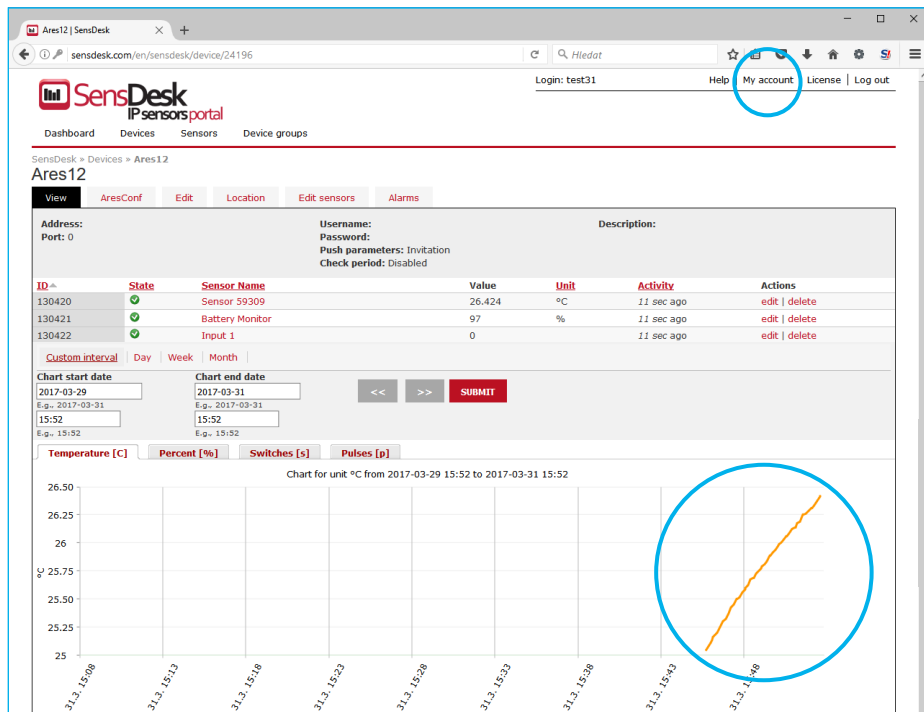 Ares12 | SensDesk
sensdesk.com/en/sensdesk/device/24196
Hledat
SensDesk
IP sensors portal
Login: test31
Help | My account | License | Log out
Dashboard Devices Sensors Device groups
SensDesk » Devices » Ares12
Ares12
View AresConf Edit Location Edit sensors Alarms
Address: Username: Description:
Port: 0 Password:
Push parameters: Invitation
Check period: Disabled
ID State Sensor Name Value Unit Activity Actions
130420 Sensor 59309 26.424 °C 11 sec ago edit | delete
130421 Battery Monitor 97 % 11 sec ago edit | delete
130422 Input 1 0 11 sec ago edit | delete
Custom interval | Day | Week | Month |
Chart start date Chart end date
2017-03-29 2017-03-31 << >> SUBMIT
E.g., 2017-03-31 E.g., 2017-03-31
15:52 15:52
E.g., 15:52 E.g., 15:52
Temperature [C] Percent [%] Switches [s] Pulses [p]
Chart for unit °C from 2017-03-29 15:52 to 2017-03-31 15:52
°C
26.50
26.25
26
25.75
25.50
25.25
25
31.3. 15:08
31.3. 15:13
31.3. 15:18
31.3. 15:23
31.3. 15:28
31.3. 15:33
31.3. 15:38
31.3. 15:43
31.3. 15:48